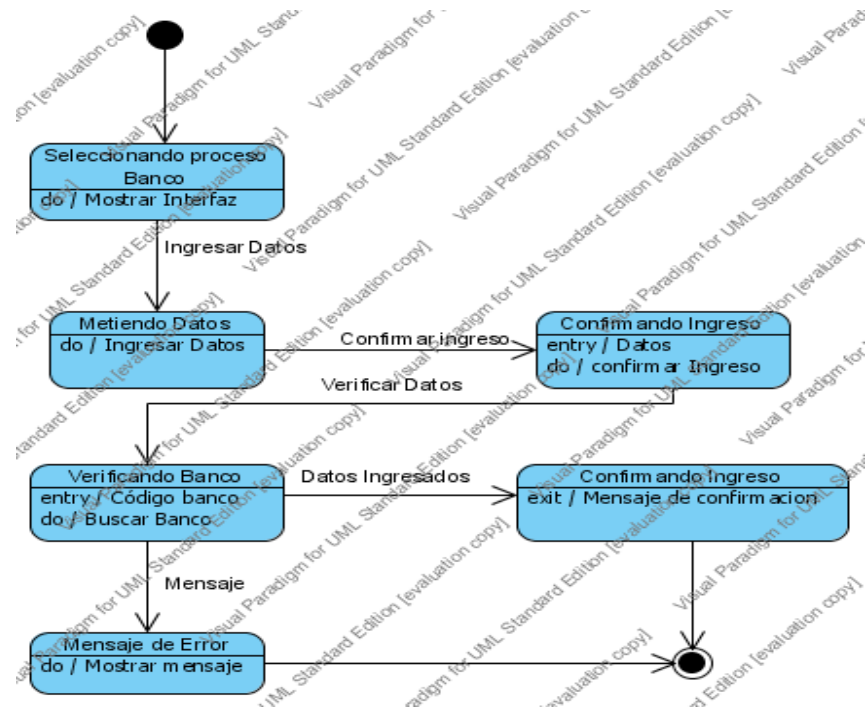 Seleccionando proceso
Banco
do / Mostrar Interfaz
Ingresar Datos
Metiendo Datos
do / Ingresar Datos
Confirmar ingreso
Confirmando Ingreso
entry / Datos
do / confirmar Ingreso
Verificar Datos
Verificando Banco
entry / Código banco
do / Buscar Banco
Datos Ingresados
Confirmando Ingreso
exit / Mensaje de confirmacion
Mensaje
Mensaje de Error
do / Mostrar mensaje
Visual Paradigm for UML Standard Edition [evaluation copy]